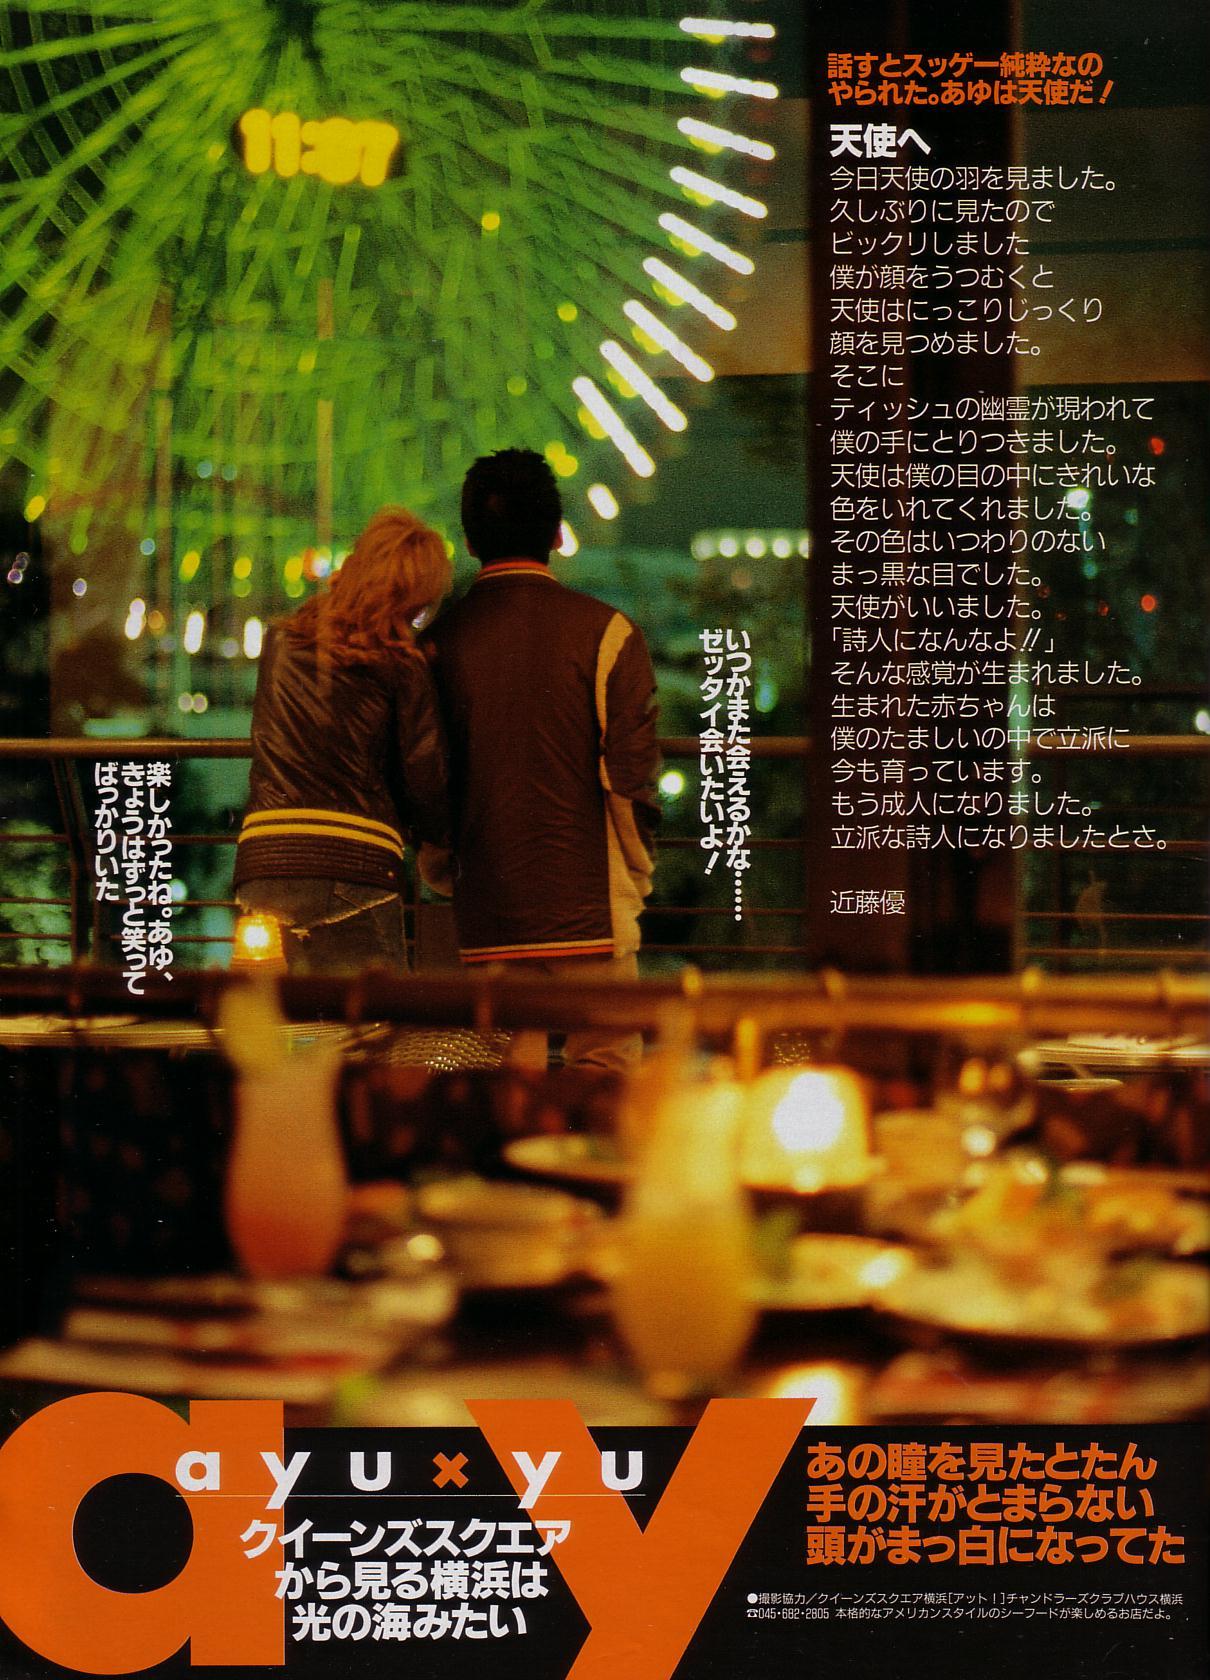 話すとスッゲー純粋なの
やられた。あゆは天使だ!
天使へ
今日天使の羽を見ました。
久しぶりに見たので
ビックリしました
僕が顔をうつむくと
天使はにっこりじっくり
顔を見つめました。
そこに
ティッシュの幽霊が現われて
僕の手にとりつきました。
天使は僕の目の中にきれいな
色をいれてくれました。
その色はいつわりのない
まっ黒な目でした。
天使がいいました。
「詩人になんなよ!!」
そんな感覚が生まれました。
生まれた赤ちゃんは
僕のたましいの中で立派に
今も育っています。
もう成人になりました。
立派な詩人になりましたとさ。
近藤優
11:37
いつかまた会えるかな……
ゼッタイ会いたいよ!
楽しかったね。あゆ、
きょうはずっと笑って
ばっかりいた
a y
ayu×yu
クイーンズスクエア
から見る横浜は
光の海みたい
あの瞳を見たとたん
手の汗がとまらない
頭がまっ白になってた
●撮影協力/クイーンズスクエア横浜[アット!]チャンドラーズクラブハウス横浜
☎045・682・2805 本格的なアメリカンスタイルのシーフードが楽しめるお店だよ。